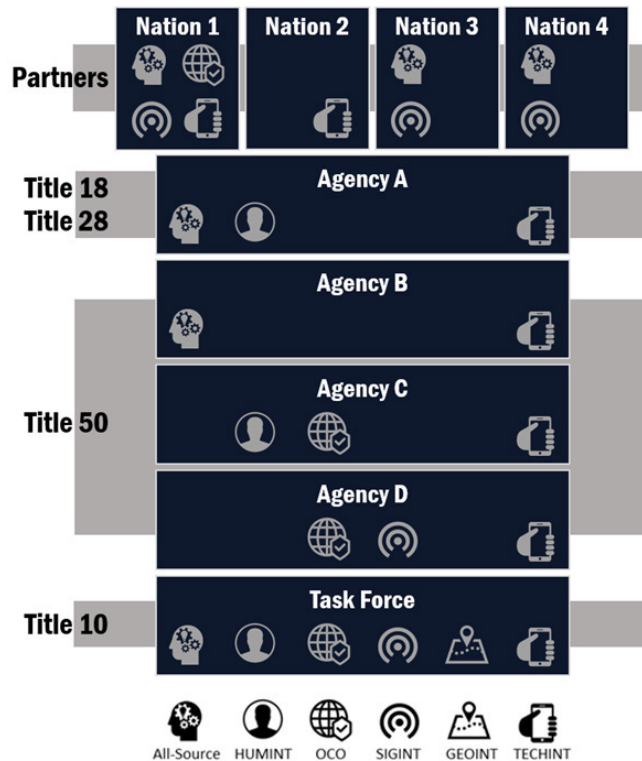 Nation 1 Nation 2 Nation 3 Nation 4
Partners
Title 18
Title 28
Agency A
Agency B
Title 50
Agency C
Agency D
Title 10
Task Force
All-Source HUMINT OCO SIGINT GEOINT TECHINT